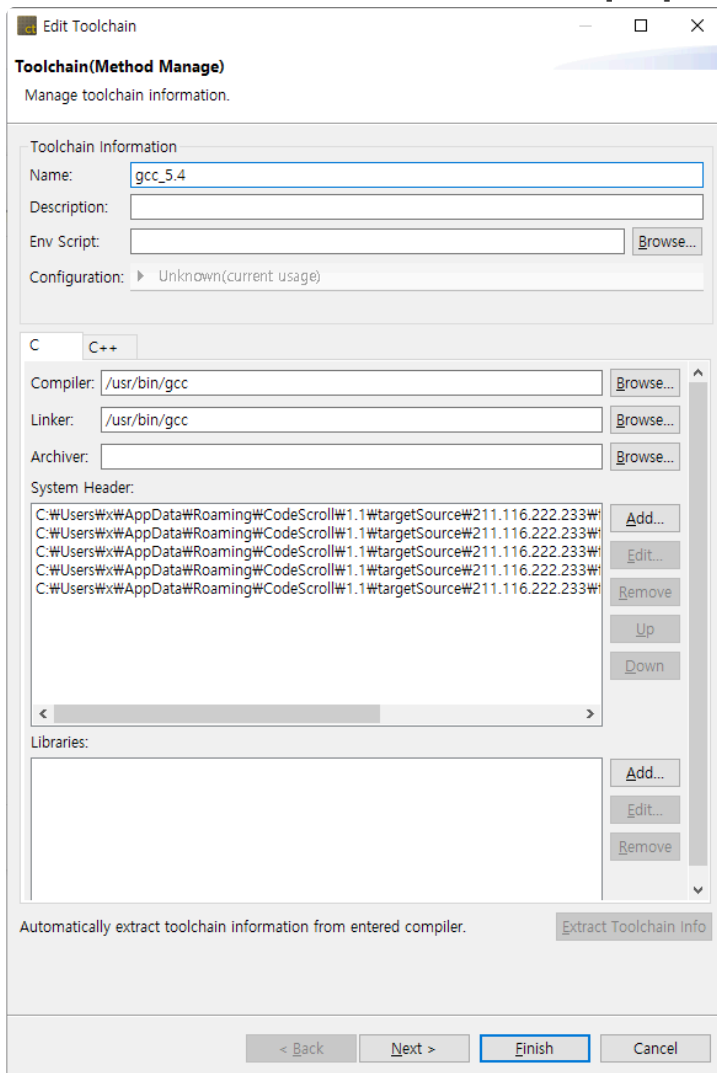 ct Edit Toolchain
Toolchain(Method Manage)
Manage toolchain information.
Toolchain Information
Name: gcc_5.4
Description:
Env Script: Browse...
Configuration: Unknown(current usage)
C C++
Compiler: /usr/bin/gcc Browse...
Linker: /usr/bin/gcc Browse...
Archiver: Browse...
System Header:
C:₩Users₩x₩AppData₩Roaming₩CodeScroll₩1.1₩targetSource₩211.116.222.233₩ Add...
C:₩Users₩x₩AppData₩Roaming₩CodeScroll₩1.1₩targetSource₩211.116.222.233₩
C:₩Users₩x₩AppData₩Roaming₩CodeScroll₩1.1₩targetSource₩211.116.222.233₩ Edit...
C:₩Users₩x₩AppData₩Roaming₩CodeScroll₩1.1₩targetSource₩211.116.222.233₩
C:₩Users₩x₩AppData₩Roaming₩CodeScroll₩1.1₩targetSource₩211.116.222.233₩ Remove
Up
Down
Libraries:
Add...
Edit...
Remove
Automatically extract toolchain information from entered compiler. Extract Toolchain Info
< Back Next > Finish Cancel